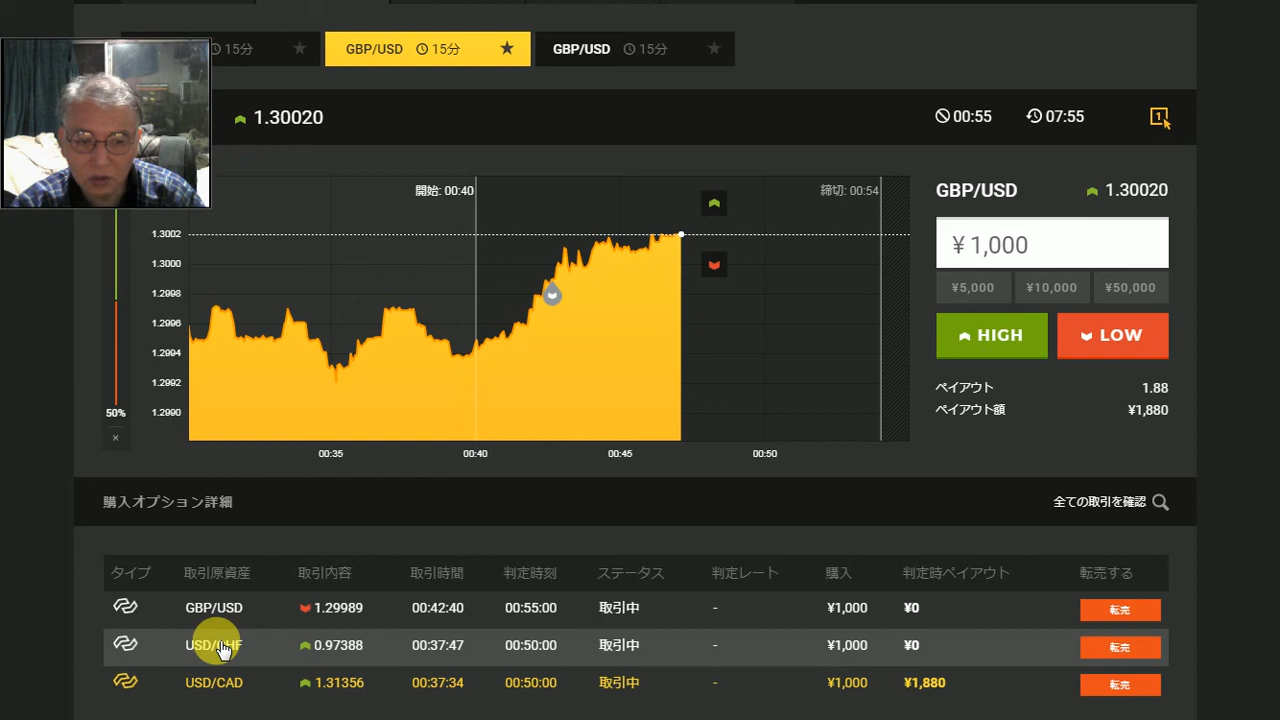 15分
GBP/USD 15分
GBP/USD 15分
1.30020
00:55
07:55
1
開始: 00:40
締切: 00:54
1.3002
1.3000
1.2998
1.2996
1.2994
1.2992
1.2990
50%
×
00:35
00:40
00:45
00:50
GBP/USD 1.30020
¥ 1,000
¥5,000 ¥10,000 ¥50,000
HIGH LOW
ペイアウト 1.88
ペイアウト額 ¥1,880
購入オプション詳細
全ての取引を確認
タイプ 取引原資産 取引内容 取引時間 判定時刻 ステータス 判定レート 購入 判定時ペイアウト 転売する
GBP/USD 1.29989 00:42:40 00:55:00 取引中 - ¥1,000 ¥0 転売
USD/CHF 0.97388 00:37:47 00:50:00 取引中 - ¥1,000 ¥0 転売
USD/CAD 1.31356 00:37:34 00:50:00 取引中 - ¥1,000 ¥1,880 転売